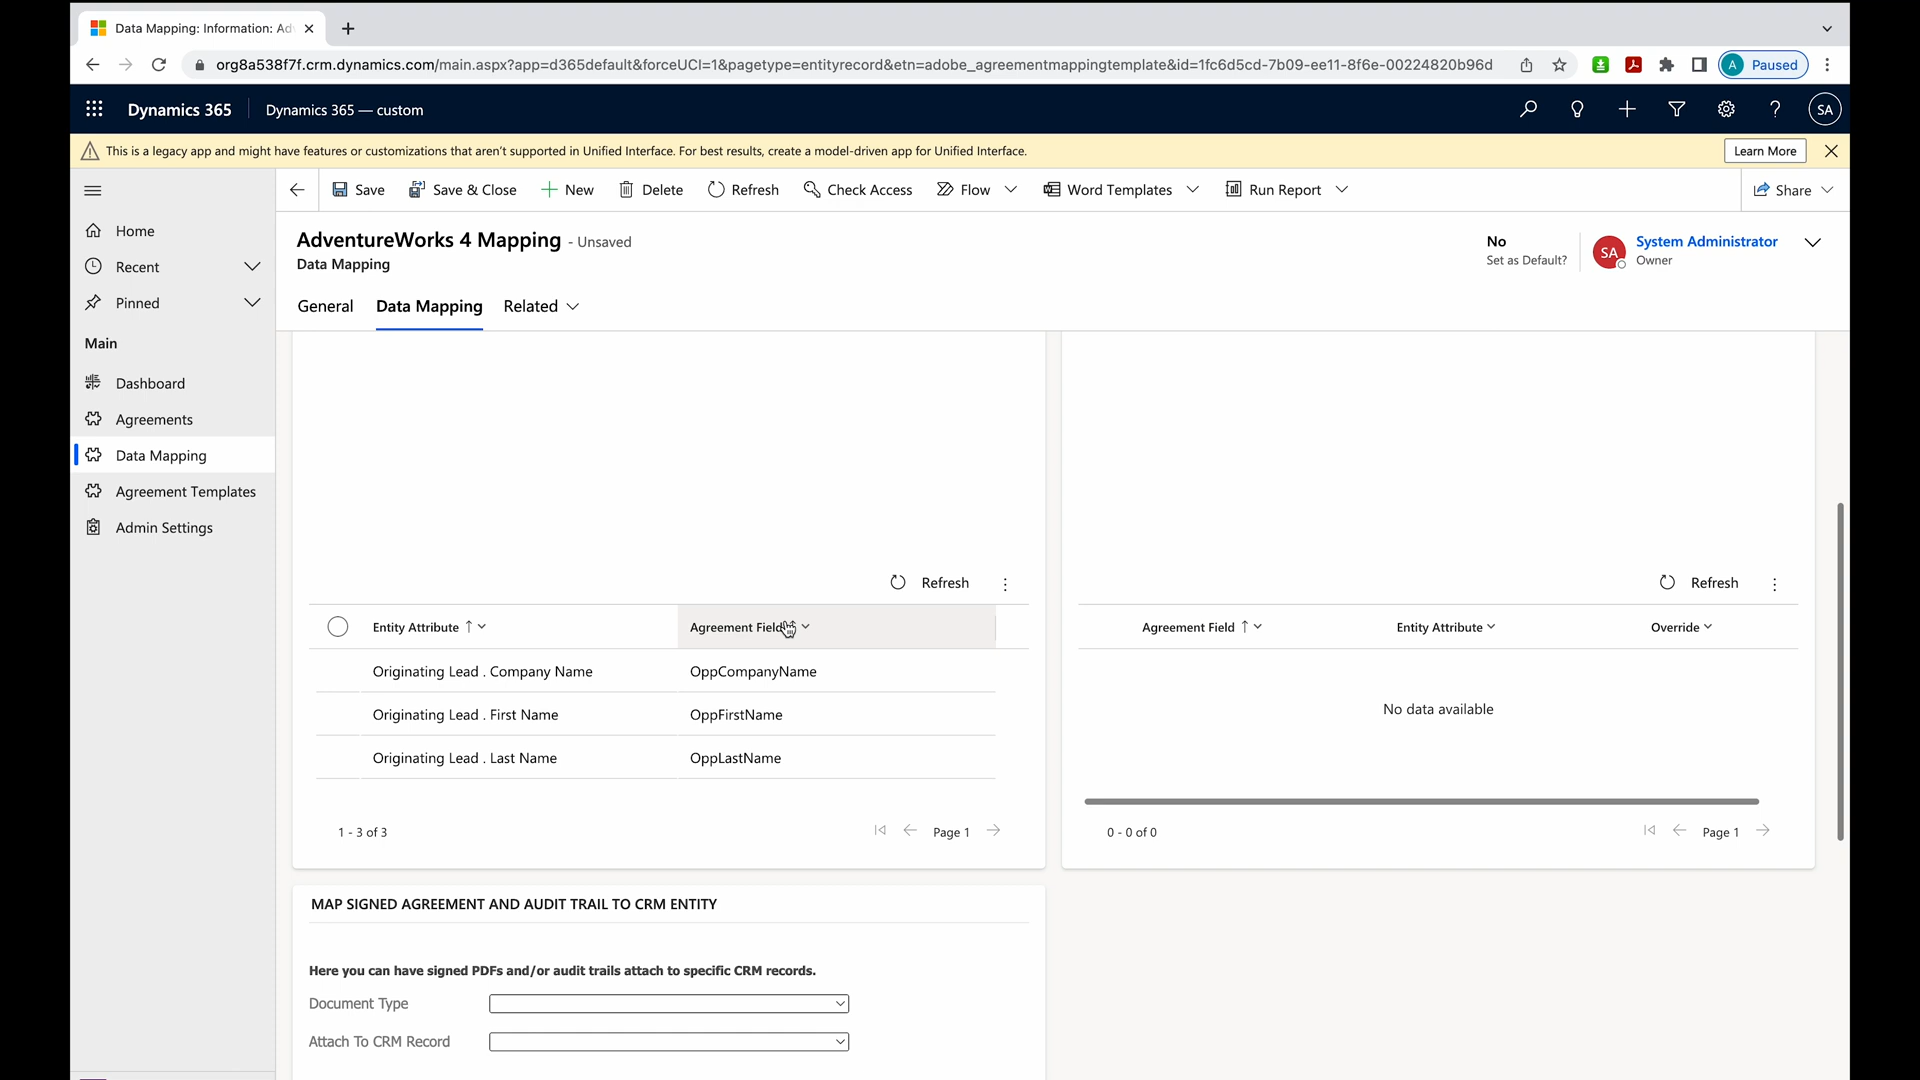 Data Mapping: Information: Ad
org8a538f7f.crm.dynamics.com/main.aspx?app=d365default&forceUCI=1&pagetype=entityrecord&etn=adobe_agreementmappingtemplate&id=1fc6d5cd-7b09-ee11-8f6e-00224820b96d
A Paused
Dynamics 365
Dynamics 365 — custom
SA
This is a legacy app and might have features or customizations that aren't supported in Unified Interface. For best results, create a model-driven app for Unified Interface.
Learn More
Save
Save & Close
New
Delete
Refresh
Check Access
Flow
Word Templates
Run Report
Share
Home
Recent
Pinned
Main
Dashboard
Agreements
Data Mapping
Agreement Templates
Admin Settings
AdventureWorks 4 Mapping - Unsaved
Data Mapping
No
Set as Default?
SA
System Administrator
Owner
General
Data Mapping
Related
Refresh
Entity Attribute
Agreement Field
Originating Lead . Company Name
OppCompanyName
Originating Lead . First Name
OppFirstName
Originating Lead . Last Name
OppLastName
1 - 3 of 3
Page 1
Refresh
Agreement Field
Entity Attribute
Override
No data available
0 - 0 of 0
Page 1
MAP SIGNED AGREEMENT AND AUDIT TRAIL TO CRM ENTITY
Here you can have signed PDFs and/or audit trails attach to specific CRM records.
Document Type
Attach To CRM Record